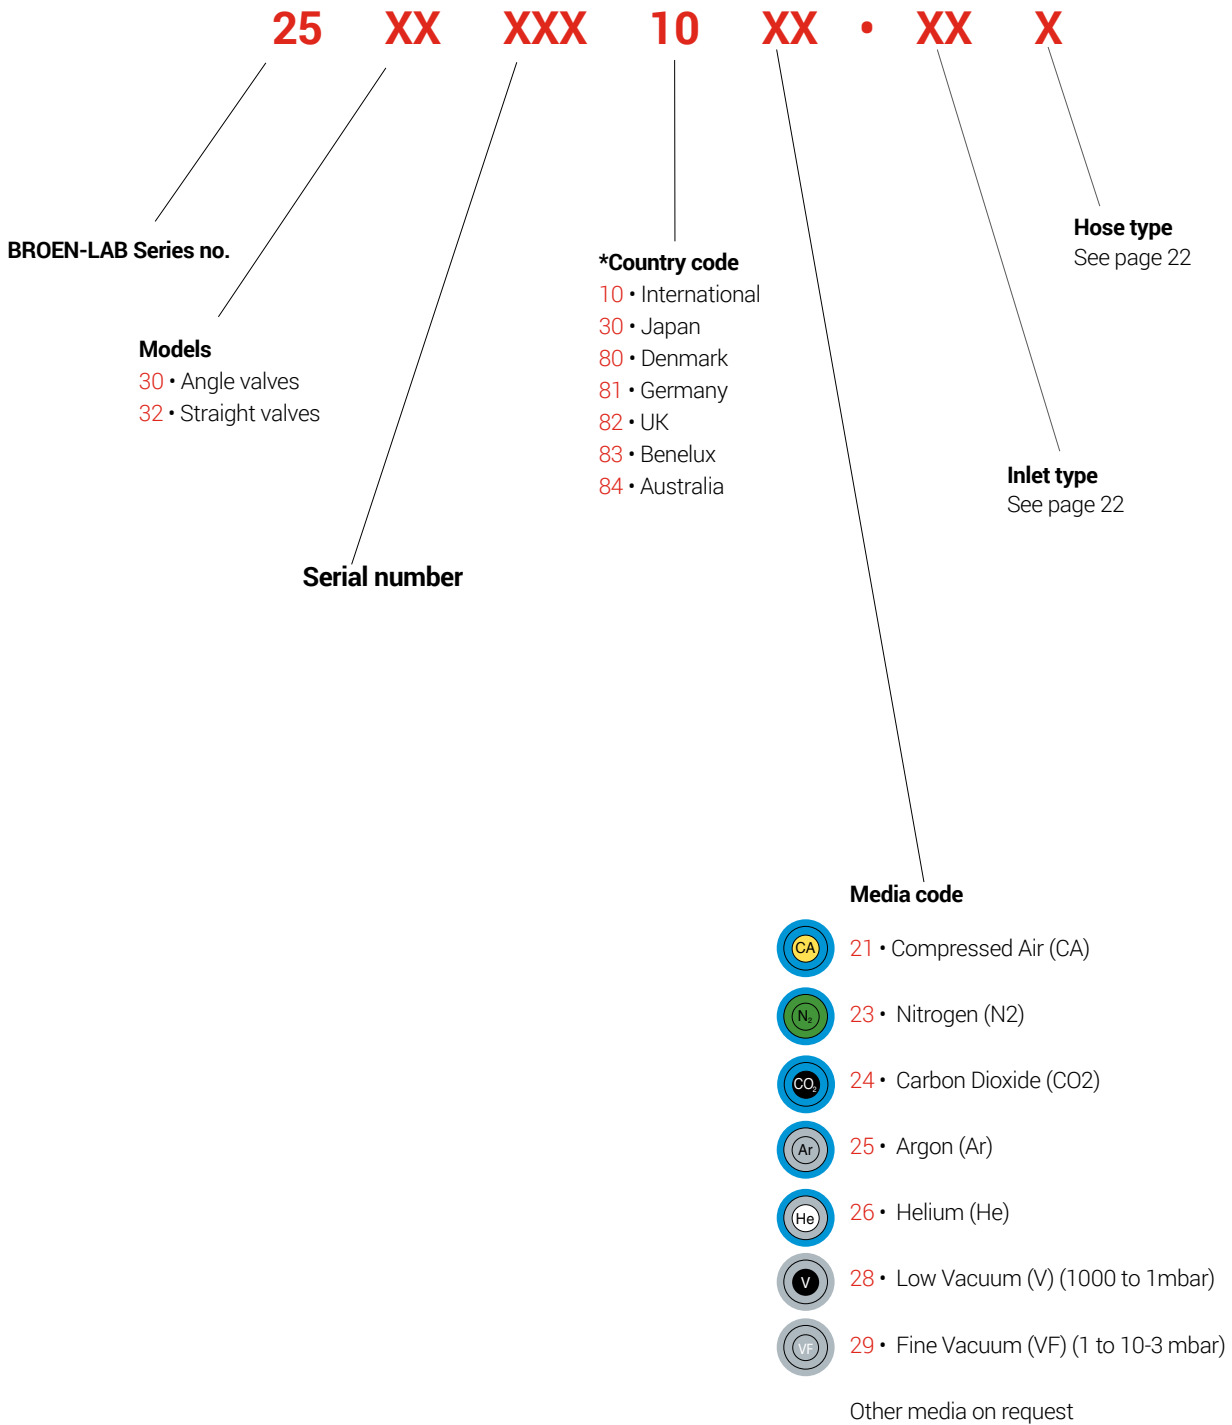 25 XX XXX 10 XX • XX X
BROEN-LAB Series no.
Models
30 • Angle valves
32 • Straight valves
Serial number
*Country code
10 • International
30 • Japan
80 • Denmark
81 • Germany
82 • UK
83 • Benelux
84 • Australia
Hose type
See page 22
Inlet type
See page 22
Media code
CA 21 • Compressed Air (CA)
N₂ 23 • Nitrogen (N2)
CO₂ 24 • Carbon Dioxide (CO2)
Ar 25 • Argon (Ar)
He 26 • Helium (He)
V 28 • Low Vacuum (V) (1000 to 1mbar)
VF 29 • Fine Vacuum (VF) (1 to 10-3 mbar)
Other media on request